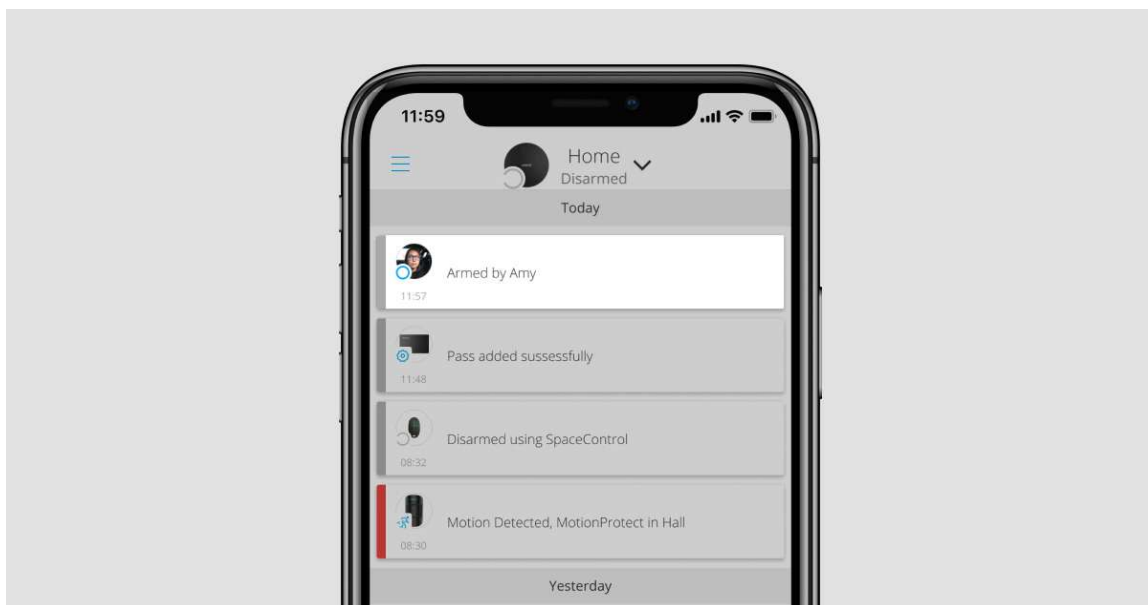 11:59
Home
Disarmed
Today
Armed by Amy
11:57
Pass added sussessfully
11:48
Disarmed using SpaceControl
08:32
Motion Detected, MotionProtect in Hall
08:30
Yesterday